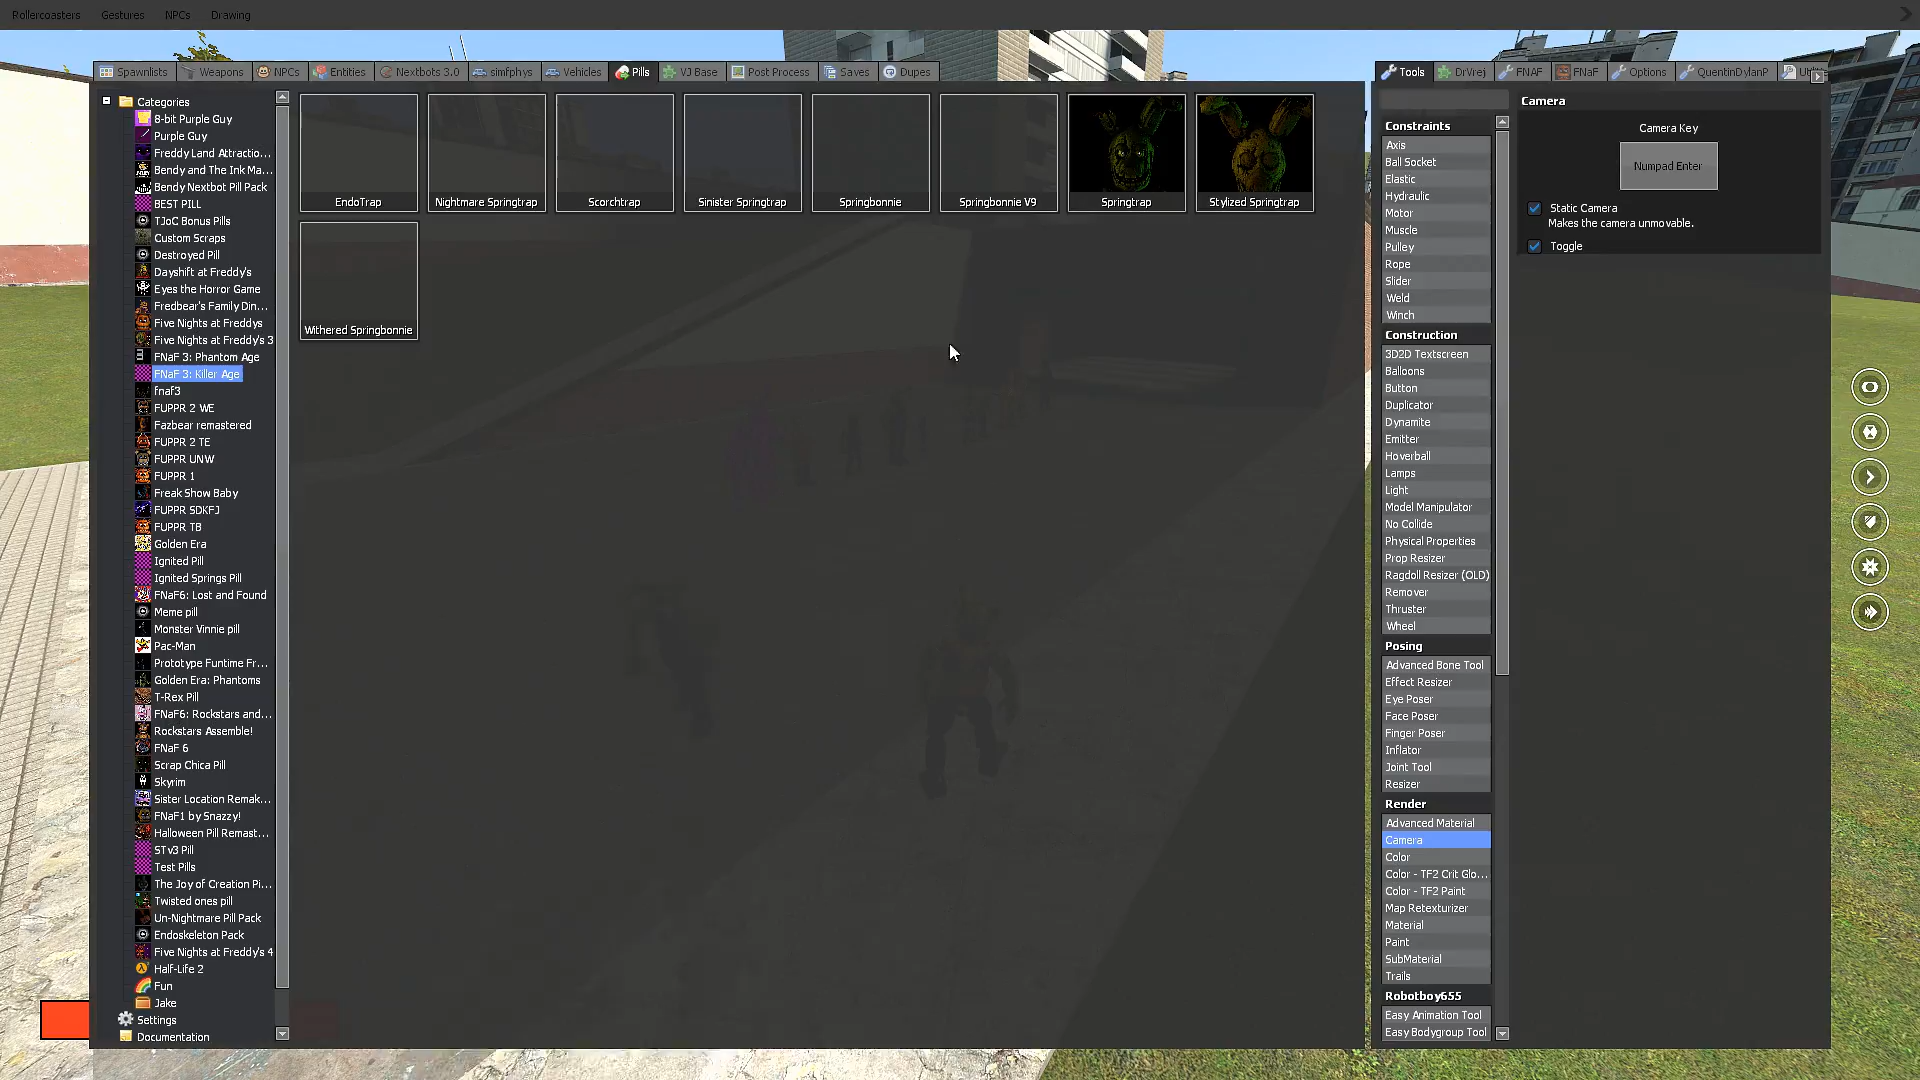 Rollercoasters Gestures NPCs Drawing
Spawnlists Weapons NPCs Entities Nextbots 3.0 simfphys Vehicles Pills VJ Base Post Process Saves Dupes
Categories
8-bit Purple Guy
Purple Guy
Freddy Land Attractio...
Bendy and The Ink Ma...
Bendy Nextbot Pill Pack
BEST PILL
TJoC Bonus Pills
Custom Scraps
Destroyed Pill
Dayshift at Freddy's
Eyes the Horror Game
Fredbear's Family Din...
Five Nights at Freddys
Five Nights at Freddy's 3
FNaF 3: Phantom Age
FNaF 3: Killer Age
fnaf3
FUPPR 2 WE
Fazbear remastered
FUPPR 2 TE
FUPPR UNW
FUPPR 1
Freak Show Baby
FUPPR SDKFJ
FUPPR TB
Golden Era
Ignited Pill
Ignited Springs Pill
FNaF6: Lost and Found
Meme pill
Monster Vinnie pill
Pac-Man
Prototype Funtime Fr...
Golden Era: Phantoms
T-Rex Pill
FNaF6: Rockstars and...
Rockstars Assemble!
FNaF 6
Scrap Chica Pill
Skyrim
Sister Location Remak...
FNaF1 by Snazzy!
Halloween Pill Remast...
STv3 Pill
Test Pills
The Joy of Creation Pi...
Twisted ones pill
Un-Nightmare Pill Pack
Endoskeleton Pack
Five Nights at Freddy's 4
Half-Life 2
Fun
Jake
Settings
Documentation
EndoTrap Nightmare Springtrap Scorchtrap Sinister Springtrap Springbonnie Springbonnie V9 Springtrap Stylized Springtrap
Withered Springbonnie
Tools DrVrej FNAF FNaF Options QuentinDylanP
Constraints
Axis
Ball Socket
Elastic
Hydraulic
Motor
Muscle
Pulley
Rope
Slider
Weld
Winch
Construction
3D2D Textscreen
Balloons
Button
Duplicator
Dynamite
Emitter
Hoverball
Lamps
Light
Model Manipulator
No Collide
Physical Properties
Prop Resizer
Ragdoll Resizer (OLD)
Remover
Thruster
Wheel
Posing
Advanced Bone Tool
Effect Resizer
Eye Poser
Face Poser
Finger Poser
Inflator
Joint Tool
Resizer
Render
Advanced Material
Camera
Color
Color - TF2 Crit Glo...
Color - TF2 Paint
Map Retexturizer
Material
Paint
SubMaterial
Trails
Robotboy655
Easy Animation Tool
Easy Bodygroup Tool
Camera
Camera Key
Numpad Enter
Static Camera
Makes the camera unmovable.
Toggle